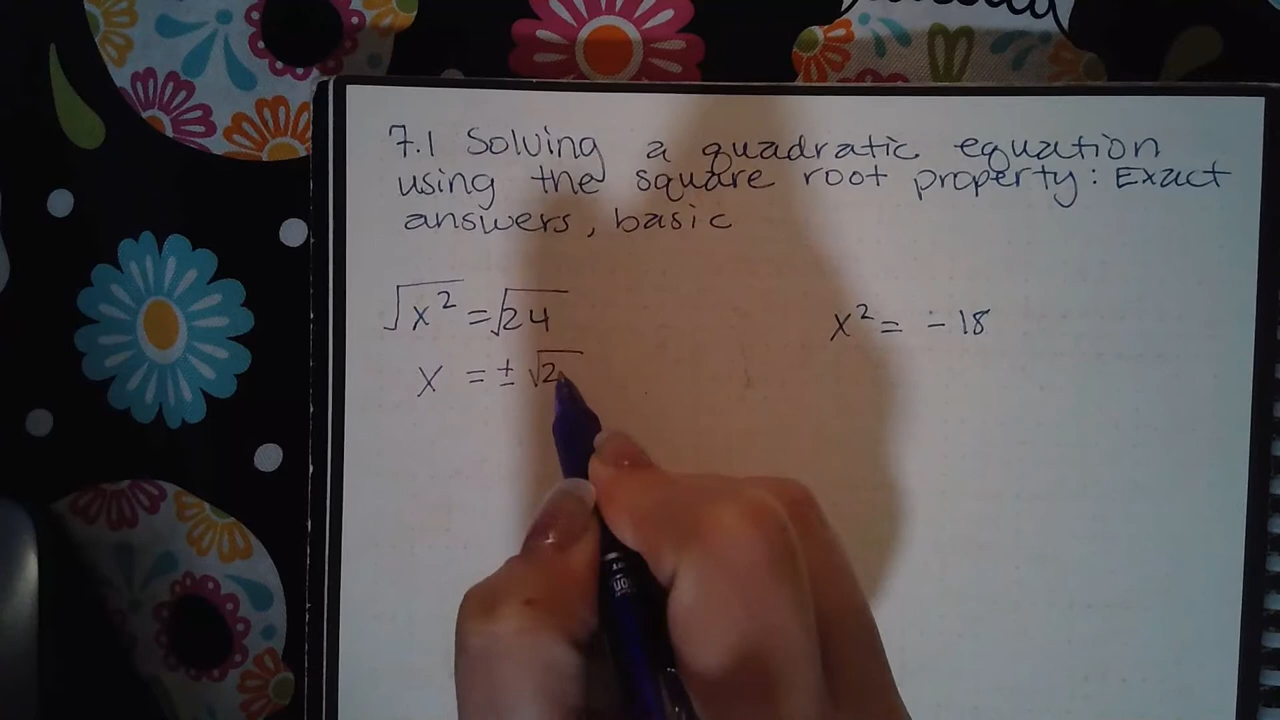 7.1 Solving a quadratic equation
using the square root property: Exact
answers, basic
√x² = √24
x² = -18
x = ± √2